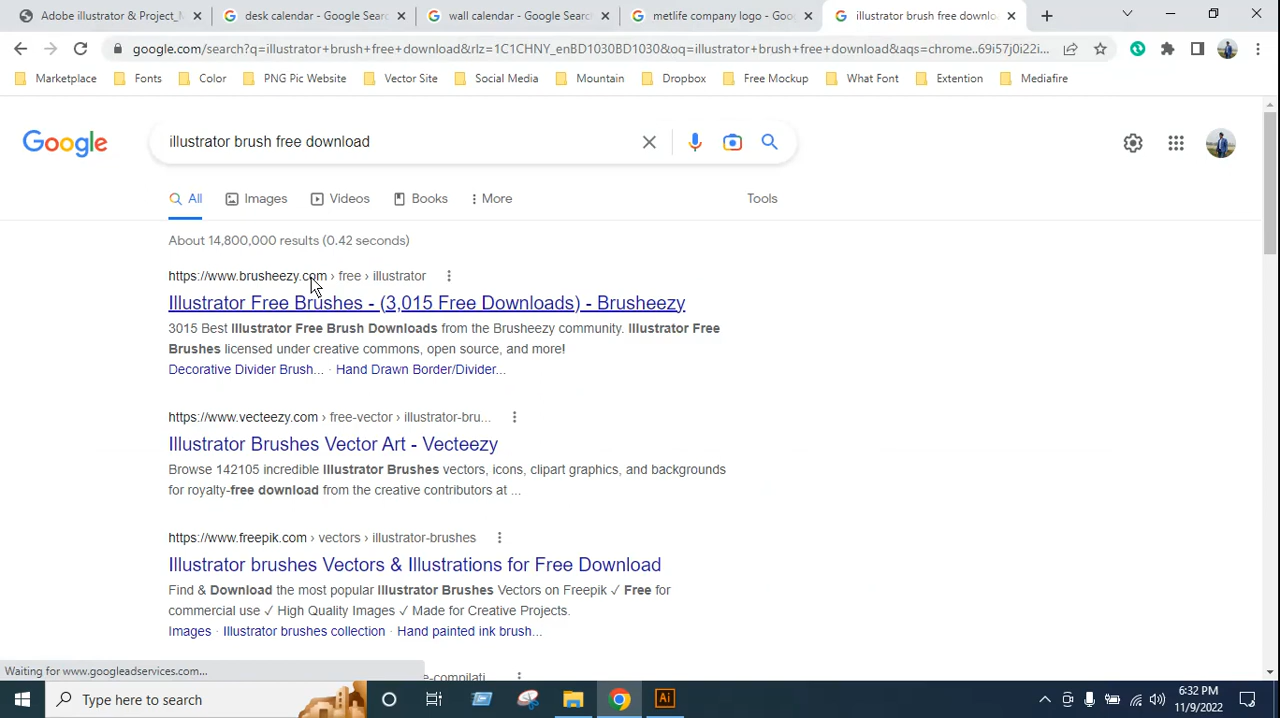 Adobe illustrator & Project_M
desk calendar - Google Sear
wall calendar - Google Searc
metlife company logo - Goog
illustrator brush free downlo
google.com/search?q=illustrator+brush+free+download&rlz=1C1CHNY_enBD1030BD1030&oq=illustrator+brush+free+download&aqs=chrome..69i57j0i22i...
Marketplace Fonts Color PNG Pic Website Vector Site Social Media Mountain Dropbox Free Mockup What Font Extention Mediafire
Google
illustrator brush free download
All Images Videos Books More Tools
About 14,800,000 results (0.42 seconds)
https://www.brusheezy.com › free › illustrator
Illustrator Free Brushes - (3,015 Free Downloads) - Brusheezy
3015 Best Illustrator Free Brush Downloads from the Brusheezy community. Illustrator Free
Brushes licensed under creative commons, open source, and more!
Decorative Divider Brush... · Hand Drawn Border/Divider...
https://www.vecteezy.com › free-vector › illustrator-bru...
Illustrator Brushes Vector Art - Vecteezy
Browse 142105 incredible Illustrator Brushes vectors, icons, clipart graphics, and backgrounds
for royalty-free download from the creative contributors at ...
https://www.freepik.com › vectors › illustrator-brushes
Illustrator brushes Vectors & Illustrations for Free Download
Find & Download the most popular Illustrator Brushes Vectors on Freepik ✓ Free for
commercial use ✓ High Quality Images ✓ Made for Creative Projects.
Images · Illustrator brushes collection · Hand painted ink brush...
Waiting for www.googleadservices.com...
e-compilati...
Type here to search
Ai
6:32 PM
11/9/2022